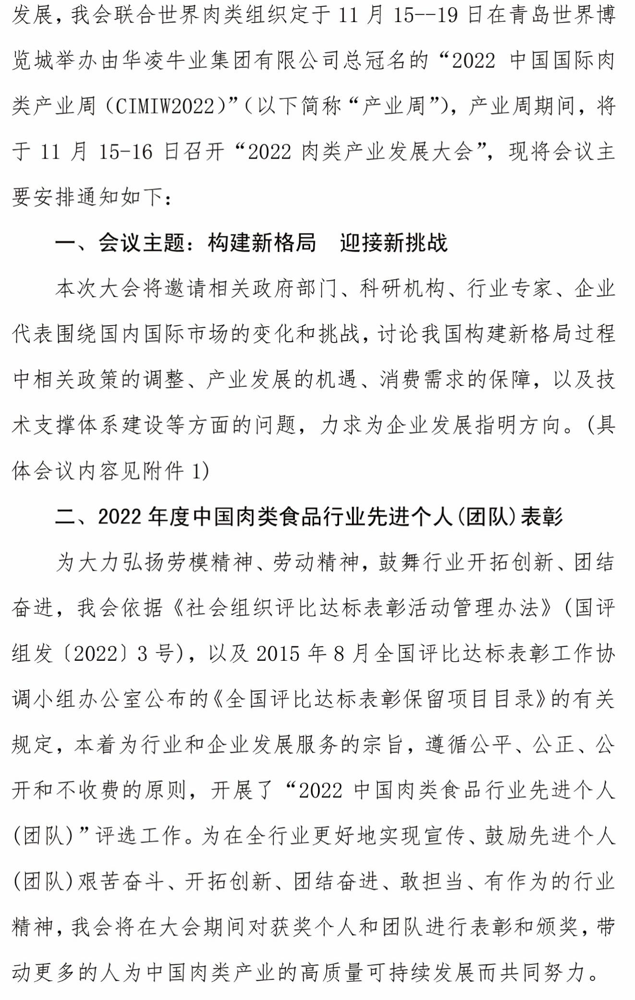 发展，我会联合世界肉类组织定于 11 月 15--19 日在青岛世界博
览城举办由华凌牛业集团有限公司总冠名的“2022 中国国际肉
类产业周（CIMIW2022）”（以下简称“产业周”），产业周期间，将
于 11 月 15-16 日召开“2022 肉类产业发展大会”，现将会议主
要安排通知如下：
一、会议主题：构建新格局　迎接新挑战
本次大会将邀请相关政府部门、科研机构、行业专家、企业
代表围绕国内国际市场的变化和挑战，讨论我国构建新格局过程
中相关政策的调整、产业发展的机遇、消费需求的保障，以及技
术支撑体系建设等方面的问题，力求为企业发展指明方向。(具
体会议内容见附件 1)
二、2022 年度中国肉类食品行业先进个人(团队)表彰
为大力弘扬劳模精神、劳动精神，鼓舞行业开拓创新、团结
奋进，我会依据《社会组织评比达标表彰活动管理办法》(国评
组发〔2022〕3 号)，以及 2015 年 8 月全国评比达标表彰工作协
调小组办公室公布的《全国评比达标表彰保留项目目录》的有关
规定，本着为行业和企业发展服务的宗旨，遵循公平、公正、公
开和不收费的原则，开展了“2022 中国肉类食品行业先进个人
(团队)”评选工作。为在全行业更好地实现宣传、鼓励先进个人
(团队)艰苦奋斗、开拓创新、团结奋进、敢担当、有作为的行业
精神，我会将在大会期间对获奖个人和团队进行表彰和颁奖，带
动更多的人为中国肉类产业的高质量可持续发展而共同努力。